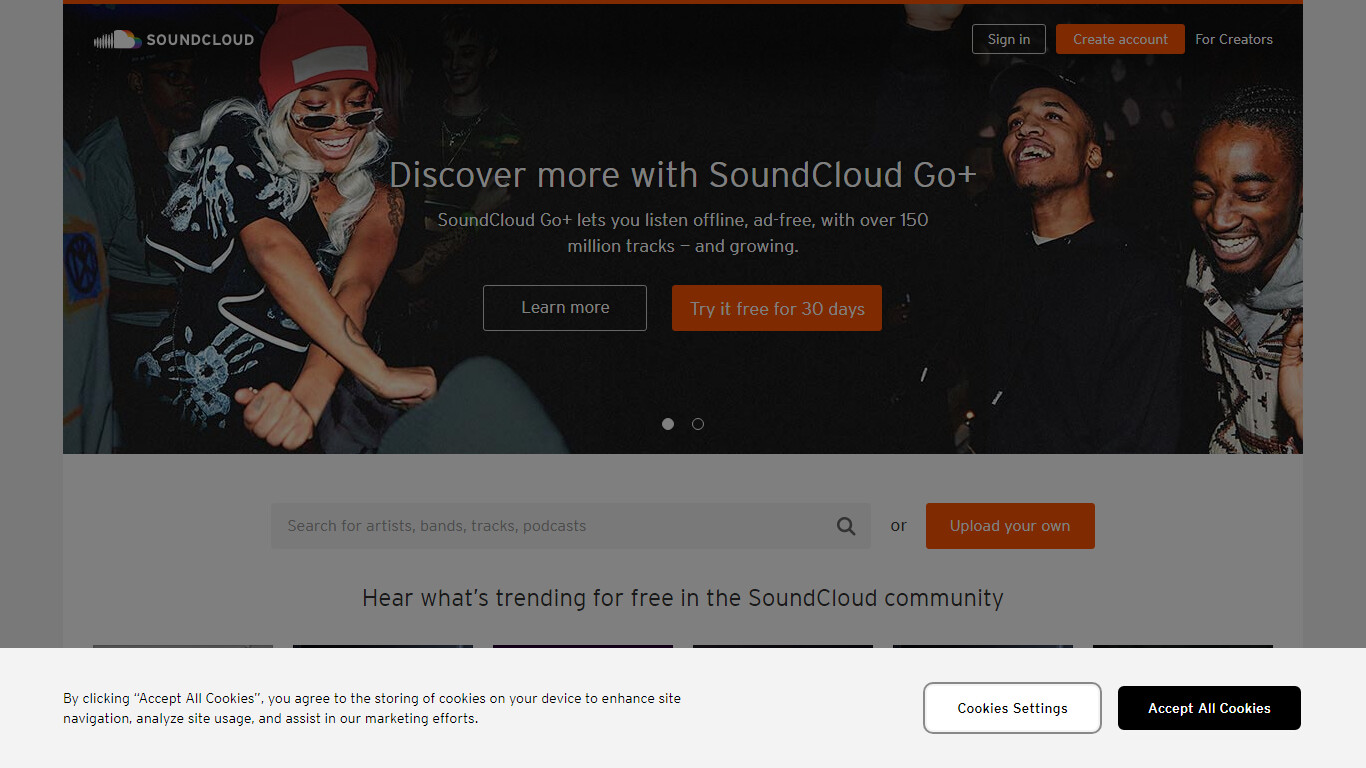 SOUNDCLOUD
Sign in
Create account
For Creators
Discover more with SoundCloud Go+
SoundCloud Go+ lets you listen offline, ad-free, with over 150
million tracks — and growing.
Learn more
Try it free for 30 days
Search for artists, bands, tracks, podcasts
or
Upload your own
Hear what’s trending for free in the SoundCloud community
By clicking “Accept All Cookies”, you agree to the storing of cookies on your device to enhance site
navigation, analyze site usage, and assist in our marketing efforts.
Cookies Settings
Accept All Cookies